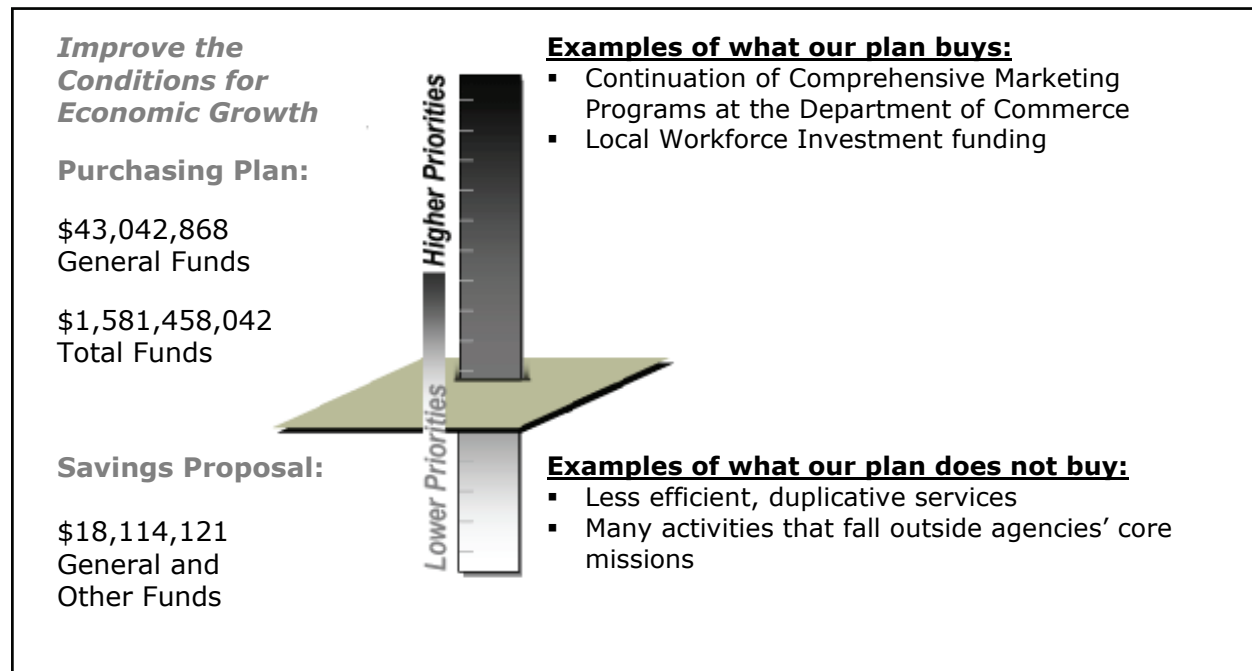 Improve the
Conditions for
Economic Growth
Purchasing Plan:
$43,042,868
General Funds
$1,581,458,042
Total Funds
Savings Proposal:
$18,114,121
General and
Other Funds
Higher Priorities
Lower Priorities
Examples of what our plan buys:
▪ Continuation of Comprehensive Marketing
Programs at the Department of Commerce
▪ Local Workforce Investment funding
Examples of what our plan does not buy:
▪ Less efficient, duplicative services
▪ Many activities that fall outside agencies’ core
missions